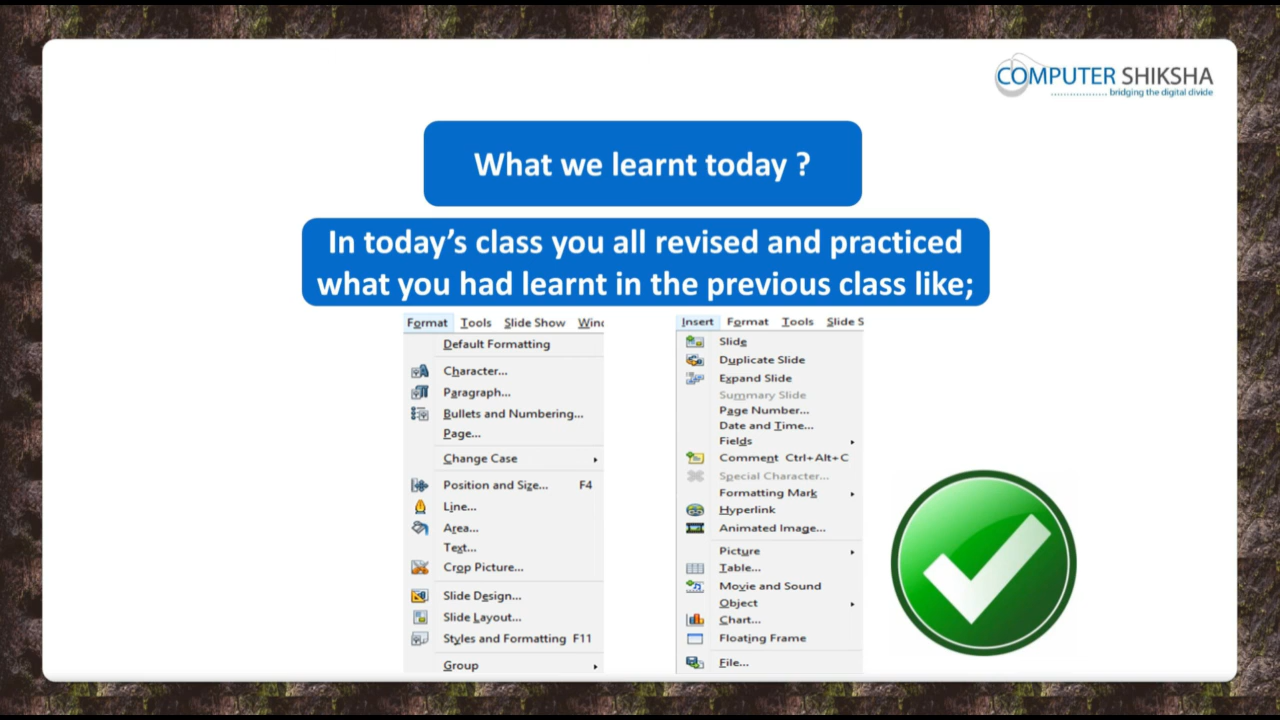 COMPUTER SHIKSHA
bridging the digital divide
What we learnt today ?
In today's class you all revised and practiced
what you had learnt in the previous class like;
Format Tools Slide Show
Default Formatting
Character...
Paragraph...
Bullets and Numbering...
Page...
Change Case
Position and Size... F4
Line...
Area...
Text...
Crop Picture...
Slide Design...
Slide Layout...
Styles and Formatting F11
Group
Insert Format Tools Slide S
Slide
Duplicate Slide
Expand Slide
Summary Slide
Page Number...
Date and Time...
Fields
Comment Ctrl+Alt+C
Special Character...
Formatting Mark
Hyperlink
Animated Image...
Picture
Table...
Movie and Sound
Object
Chart...
Floating Frame
File...